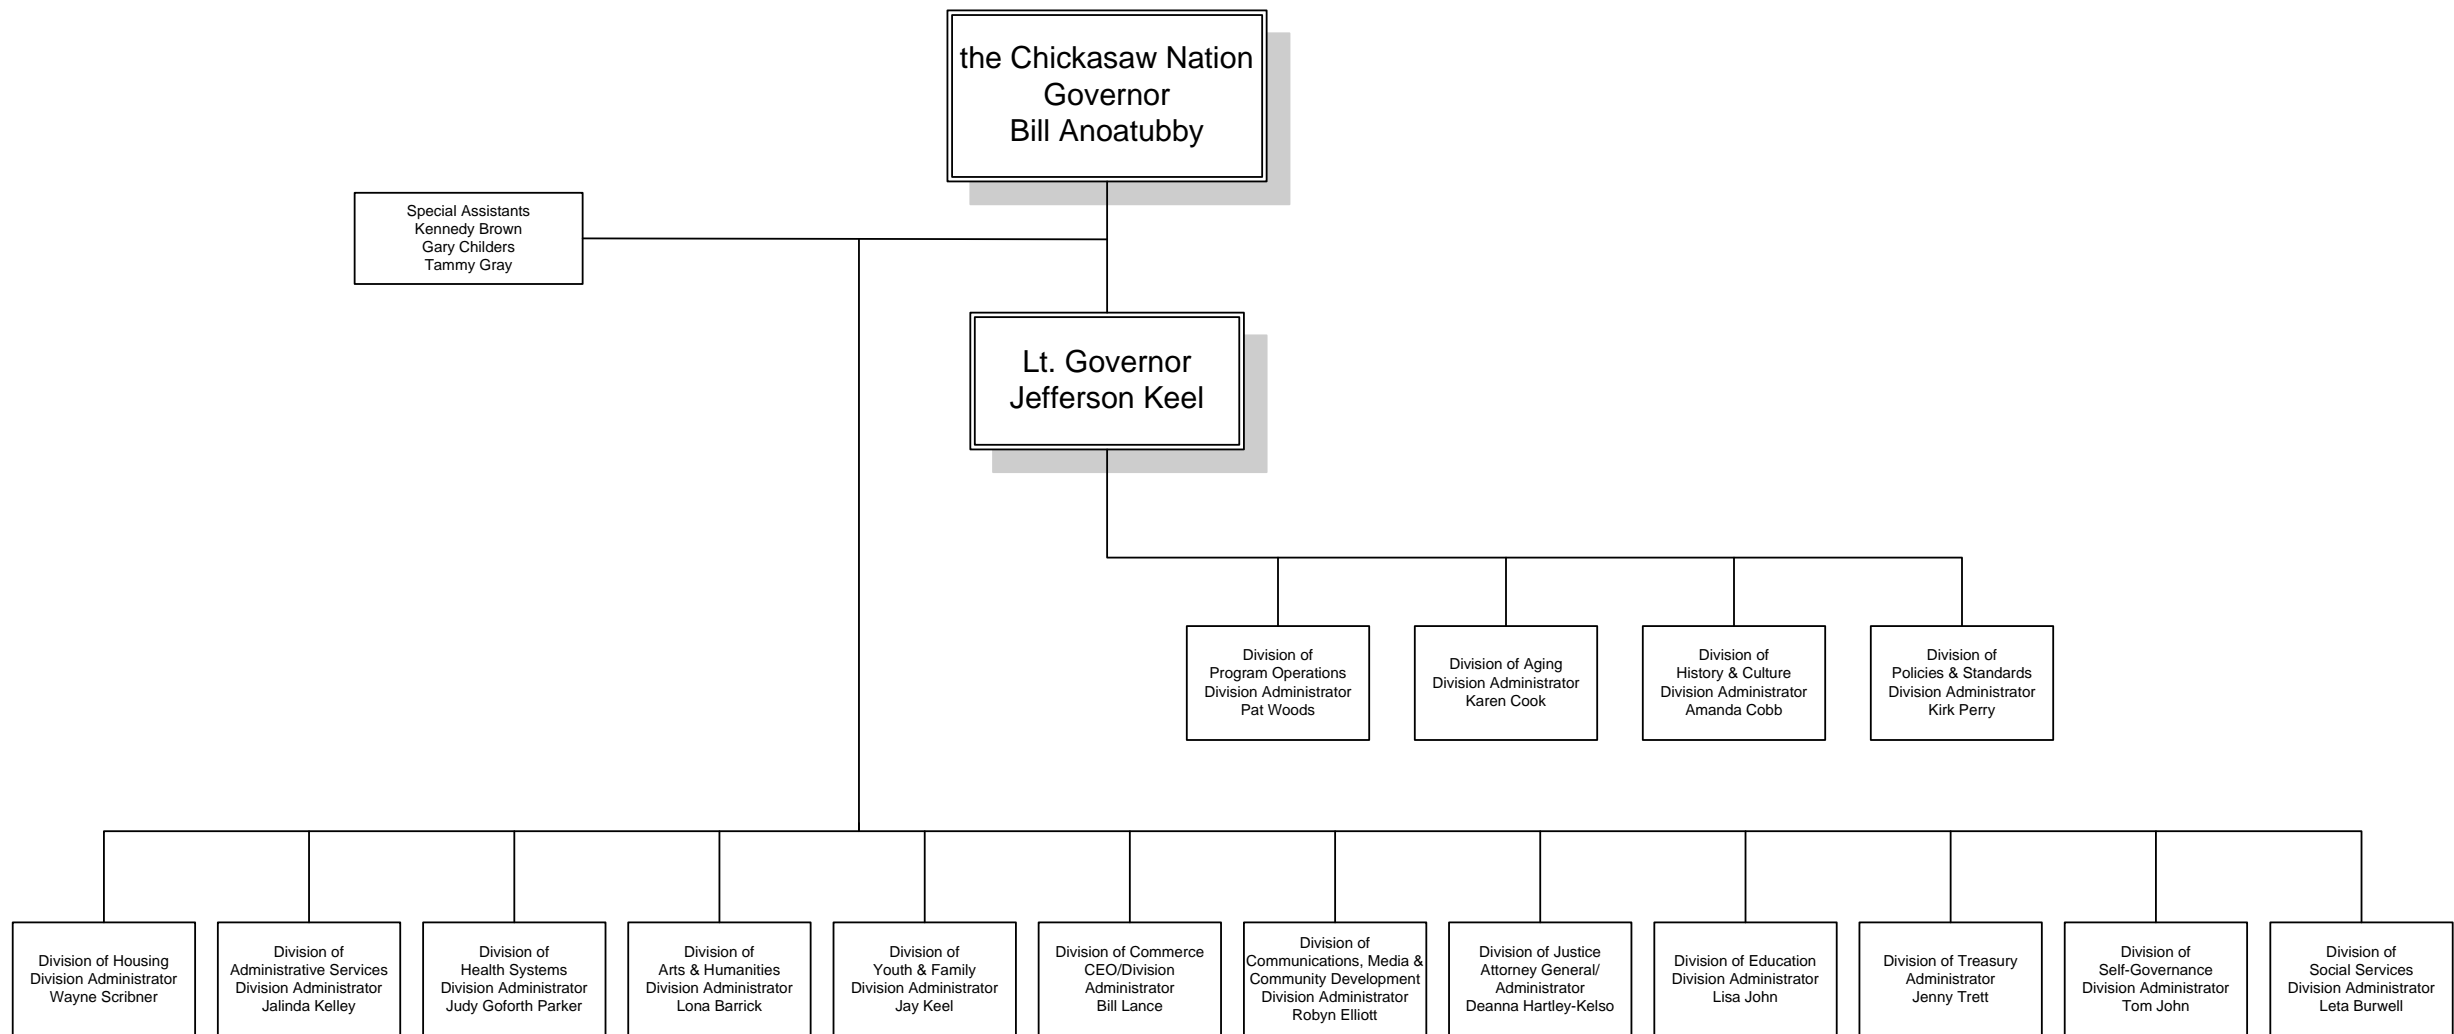 the Chickasaw Nation
Governor
Bill Anoatubby
Special Assistants
Kennedy Brown
Gary Childers
Tammy Gray
Lt. Governor
Jefferson Keel
Division of
Program Operations
Division Administrator
Pat Woods
Division of Aging
Division Administrator
Karen Cook
Division of
History & Culture
Division Administrator
Amanda Cobb
Division of
Policies & Standards
Division Administrator
Kirk Perry
Division of Housing
Division Administrator
Wayne Scribner
Division of
Administrative Services
Division Administrator
Jalinda Kelley
Division of
Health Systems
Division Administrator
Judy Goforth Parker
Division of
Arts & Humanities
Division Administrator
Lona Barrick
Division of
Youth & Family
Division Administrator
Jay Keel
Division of Commerce
CEO/Division
Administrator
Bill Lance
Division of
Communications, Media &
Community Development
Division Administrator
Robyn Elliott
Division of Justice
Attorney General/
Administrator
Deanna Hartley-Kelso
Division of Education
Division Administrator
Lisa John
Division of Treasury
Administrator
Jenny Trett
Division of
Self-Governance
Division Administrator
Tom John
Division of
Social Services
Division Administrator
Leta Burwell